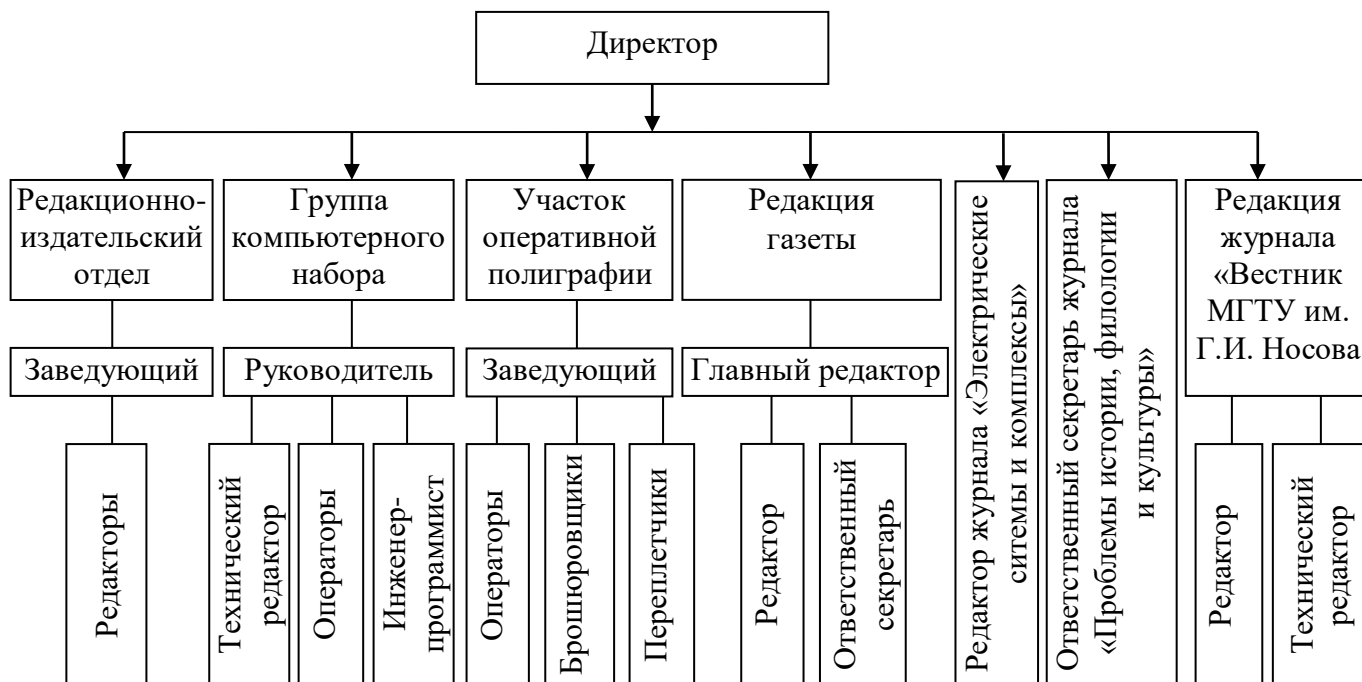 Директор
Редакционно-
издательский
отдел
Группа
компьютерного
набора
Участок
оперативной
полиграфии
Редакция
газеты
Редактор журнала «Электрические
ситемы и комплексы»
Ответственный секретарь журнала
«Проблемы истории, филологии
и культуры»
Редакция
журнала
«Вестник
МГТУ им.
Г.И. Носова
Заведующий
Руководитель
Заведующий
Главный редактор
Редакторы
Технический
редактор
Операторы
Инженер-
программист
Операторы
Брошюровщики
Переплетчики
Редактор
Ответственный
секретарь
Редактор
Технический
редактор